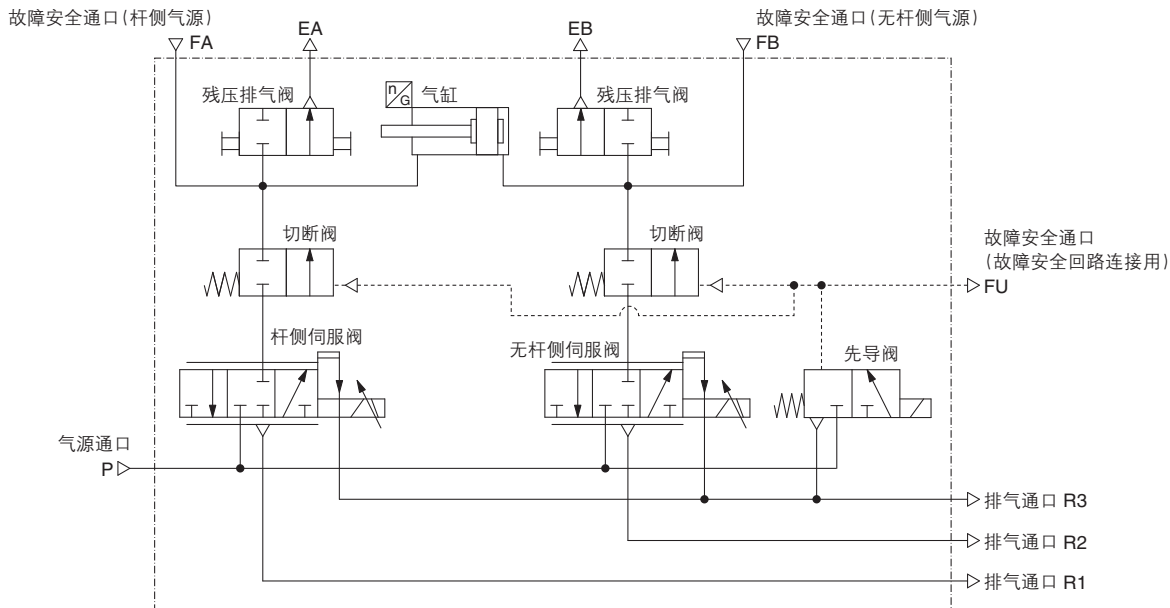 故障安全通口(杆侧气源)
FA
EA
EB
故障安全通口(无杆侧气源)
FB
残压排气阀
n/G
气缸
残压排气阀
切断阀
切断阀
故障安全通口
(故障安全回路连接用)
FU
杆侧伺服阀
无杆侧伺服阀
先导阀
气源通口
P
排气通口 R3
排气通口 R2
排气通口 R1